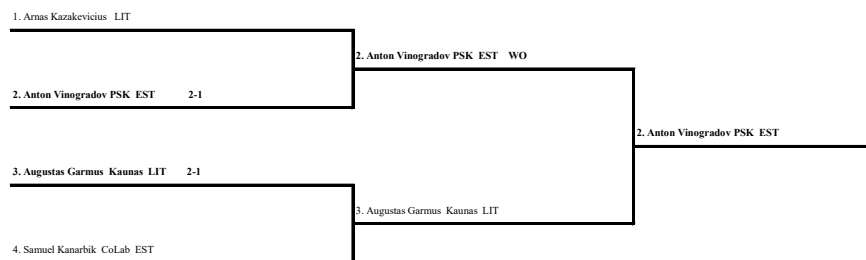 1. Arnas Kazakevicius LIT
2. Anton Vinogradov PSK EST WO
2. Anton Vinogradov PSK EST 2-1
2. Anton Vinogradov PSK EST
3. Augustas Garmus Kaunas LIT 2-1
3. Augustas Garmus Kaunas LIT
4. Samuel Kanarbik CoLab EST